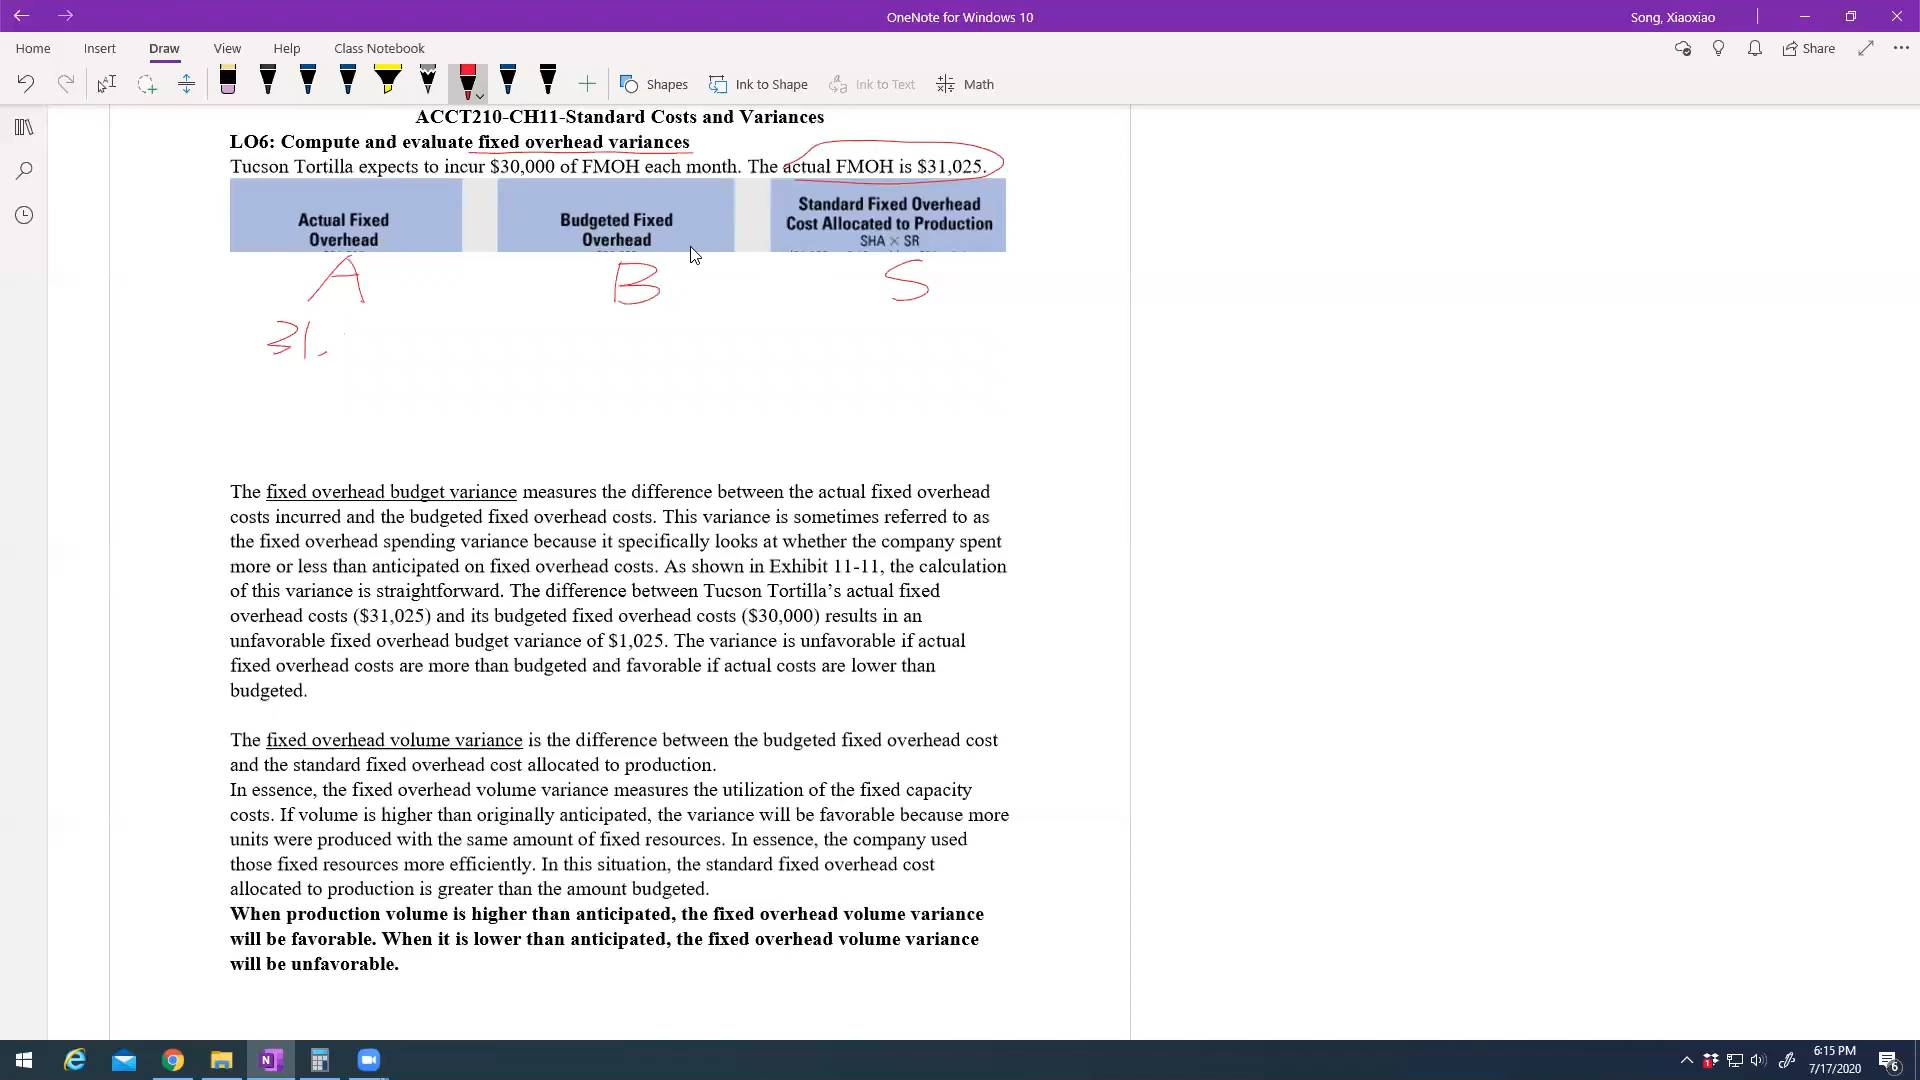 OneNote for Windows 10
Song, Xiaoxiao
Home Insert Draw View Help Class Notebook
Share
Shapes Ink to Shape Ink to Text Math
ACCT210-CH11-Standard Costs and Variances
LO6: Compute and evaluate fixed overhead variances
Tucson Tortilla expects to incur $30,000 of FMOH each month. The actual FMOH is $31,025.
Actual Fixed
Overhead
Budgeted Fixed
Overhead
Standard Fixed Overhead
Cost Allocated to Production
SHA × SR
A B S
31,
The fixed overhead budget variance measures the difference between the actual fixed overhead
costs incurred and the budgeted fixed overhead costs. This variance is sometimes referred to as
the fixed overhead spending variance because it specifically looks at whether the company spent
more or less than anticipated on fixed overhead costs. As shown in Exhibit 11-11, the calculation
of this variance is straightforward. The difference between Tucson Tortilla’s actual fixed
overhead costs ($31,025) and its budgeted fixed overhead costs ($30,000) results in an
unfavorable fixed overhead budget variance of $1,025. The variance is unfavorable if actual
fixed overhead costs are more than budgeted and favorable if actual costs are lower than
budgeted.
The fixed overhead volume variance is the difference between the budgeted fixed overhead cost
and the standard fixed overhead cost allocated to production.
In essence, the fixed overhead volume variance measures the utilization of the fixed capacity
costs. If volume is higher than originally anticipated, the variance will be favorable because more
units were produced with the same amount of fixed resources. In essence, the company used
those fixed resources more efficiently. In this situation, the standard fixed overhead cost
allocated to production is greater than the amount budgeted.
When production volume is higher than anticipated, the fixed overhead volume variance
will be favorable. When it is lower than anticipated, the fixed overhead volume variance
will be unfavorable.
6:15 PM
7/17/2020
6